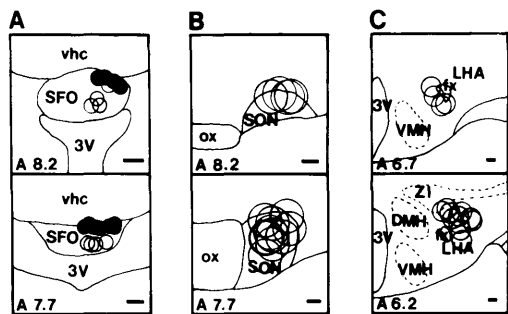 A
B
C
vhc
SFO
3V
A 8.2
SON
ox
A 8.2
LHA
fx
3V
VMH
A 6.7
vhc
SFO
3V
A 7.7
ox
SON
A 7.7
ZI
DMH
3V
LHA
VMH
A 6.2